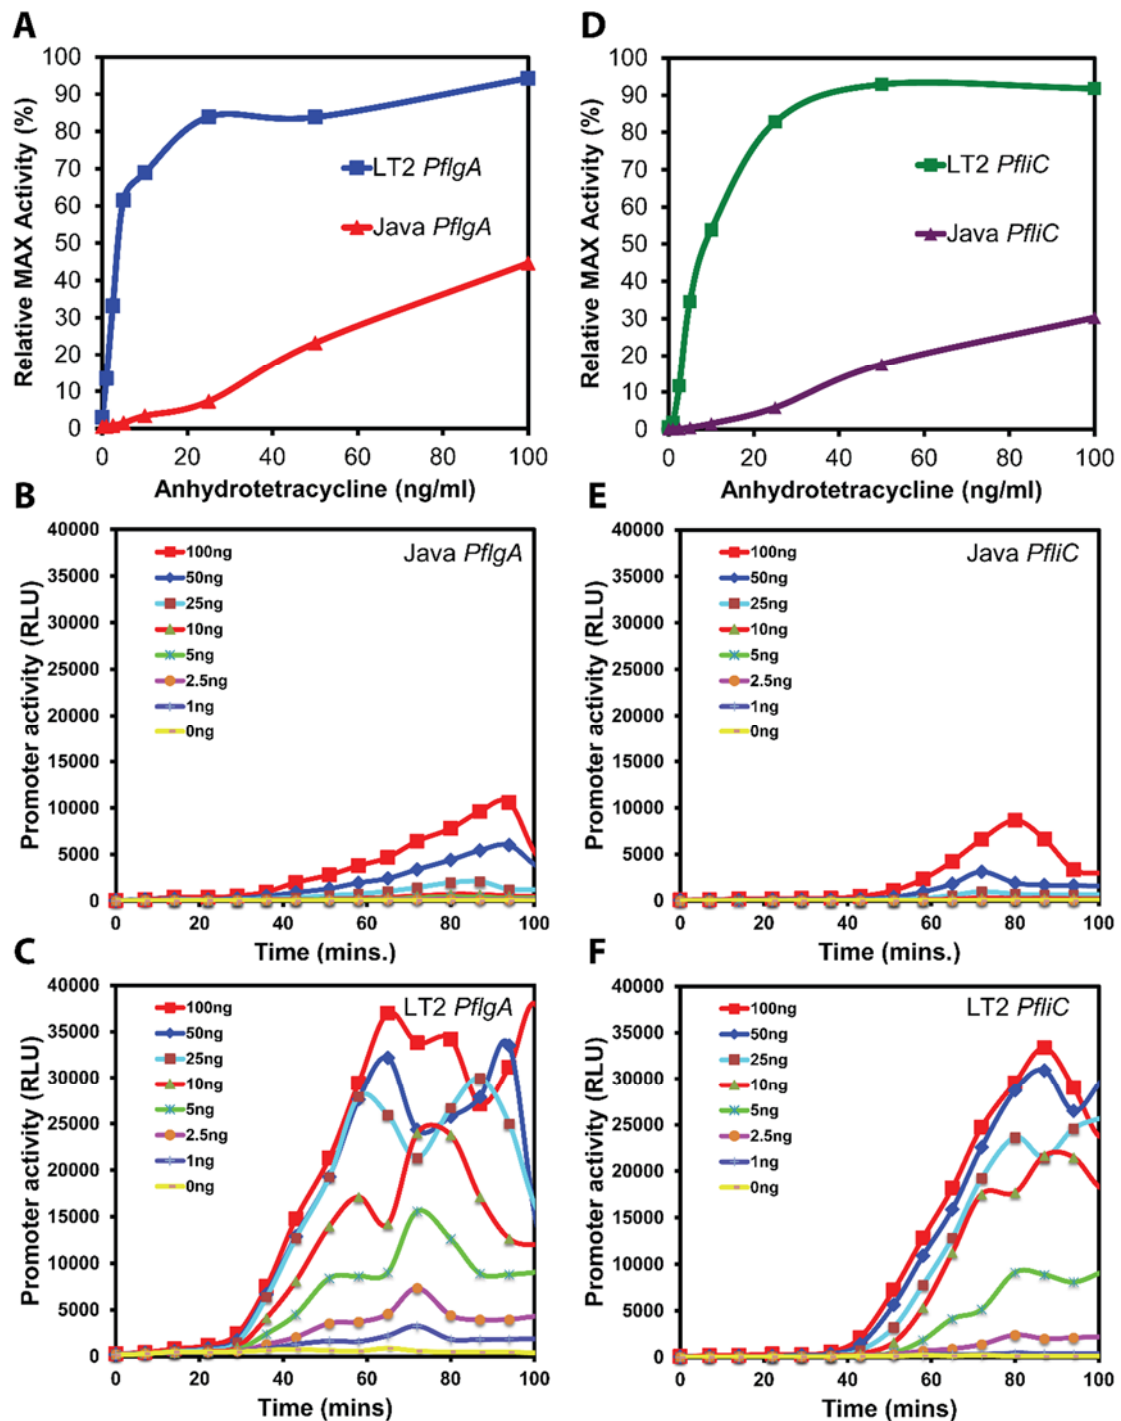 A
Relative MAX Activity (%)
100
90
80
70
60
50
40
30
20
10
0
LT2 PflgA
Java PflgA
0 20 40 60 80 100
Anhydrotetracycline (ng/ml)
D
Relative MAX Activity (%)
100
90
80
70
60
50
40
30
20
10
0
LT2 PfliC
Java PfliC
0 20 40 60 80 100
Anhydrotetracycline (ng/ml)
B
Promoter activity (RLU)
40000
35000
30000
25000
20000
15000
10000
5000
0
Java PflgA
100ng
50ng
25ng
10ng
5ng
2.5ng
1ng
0ng
0 20 40 60 80 100
Time (mins.)
E
Promoter activity (RLU)
40000
35000
30000
25000
20000
15000
10000
5000
0
Java PfliC
100ng
50ng
25ng
10ng
5ng
2.5ng
1ng
0ng
0 20 40 60 80 100
Time (mins.)
C
Promoter activity (RLU)
40000
35000
30000
25000
20000
15000
10000
5000
0
LT2 PflgA
100ng
50ng
25ng
10ng
5ng
2.5ng
1ng
0ng
0 20 40 60 80 100
Time (mins)
F
Promoter activity (RLU)
40000
35000
30000
25000
20000
15000
10000
5000
0
LT2 PfliC
100ng
50ng
25ng
10ng
5ng
2.5ng
1ng
0ng
0 20 40 60 80 100
Time (mins)